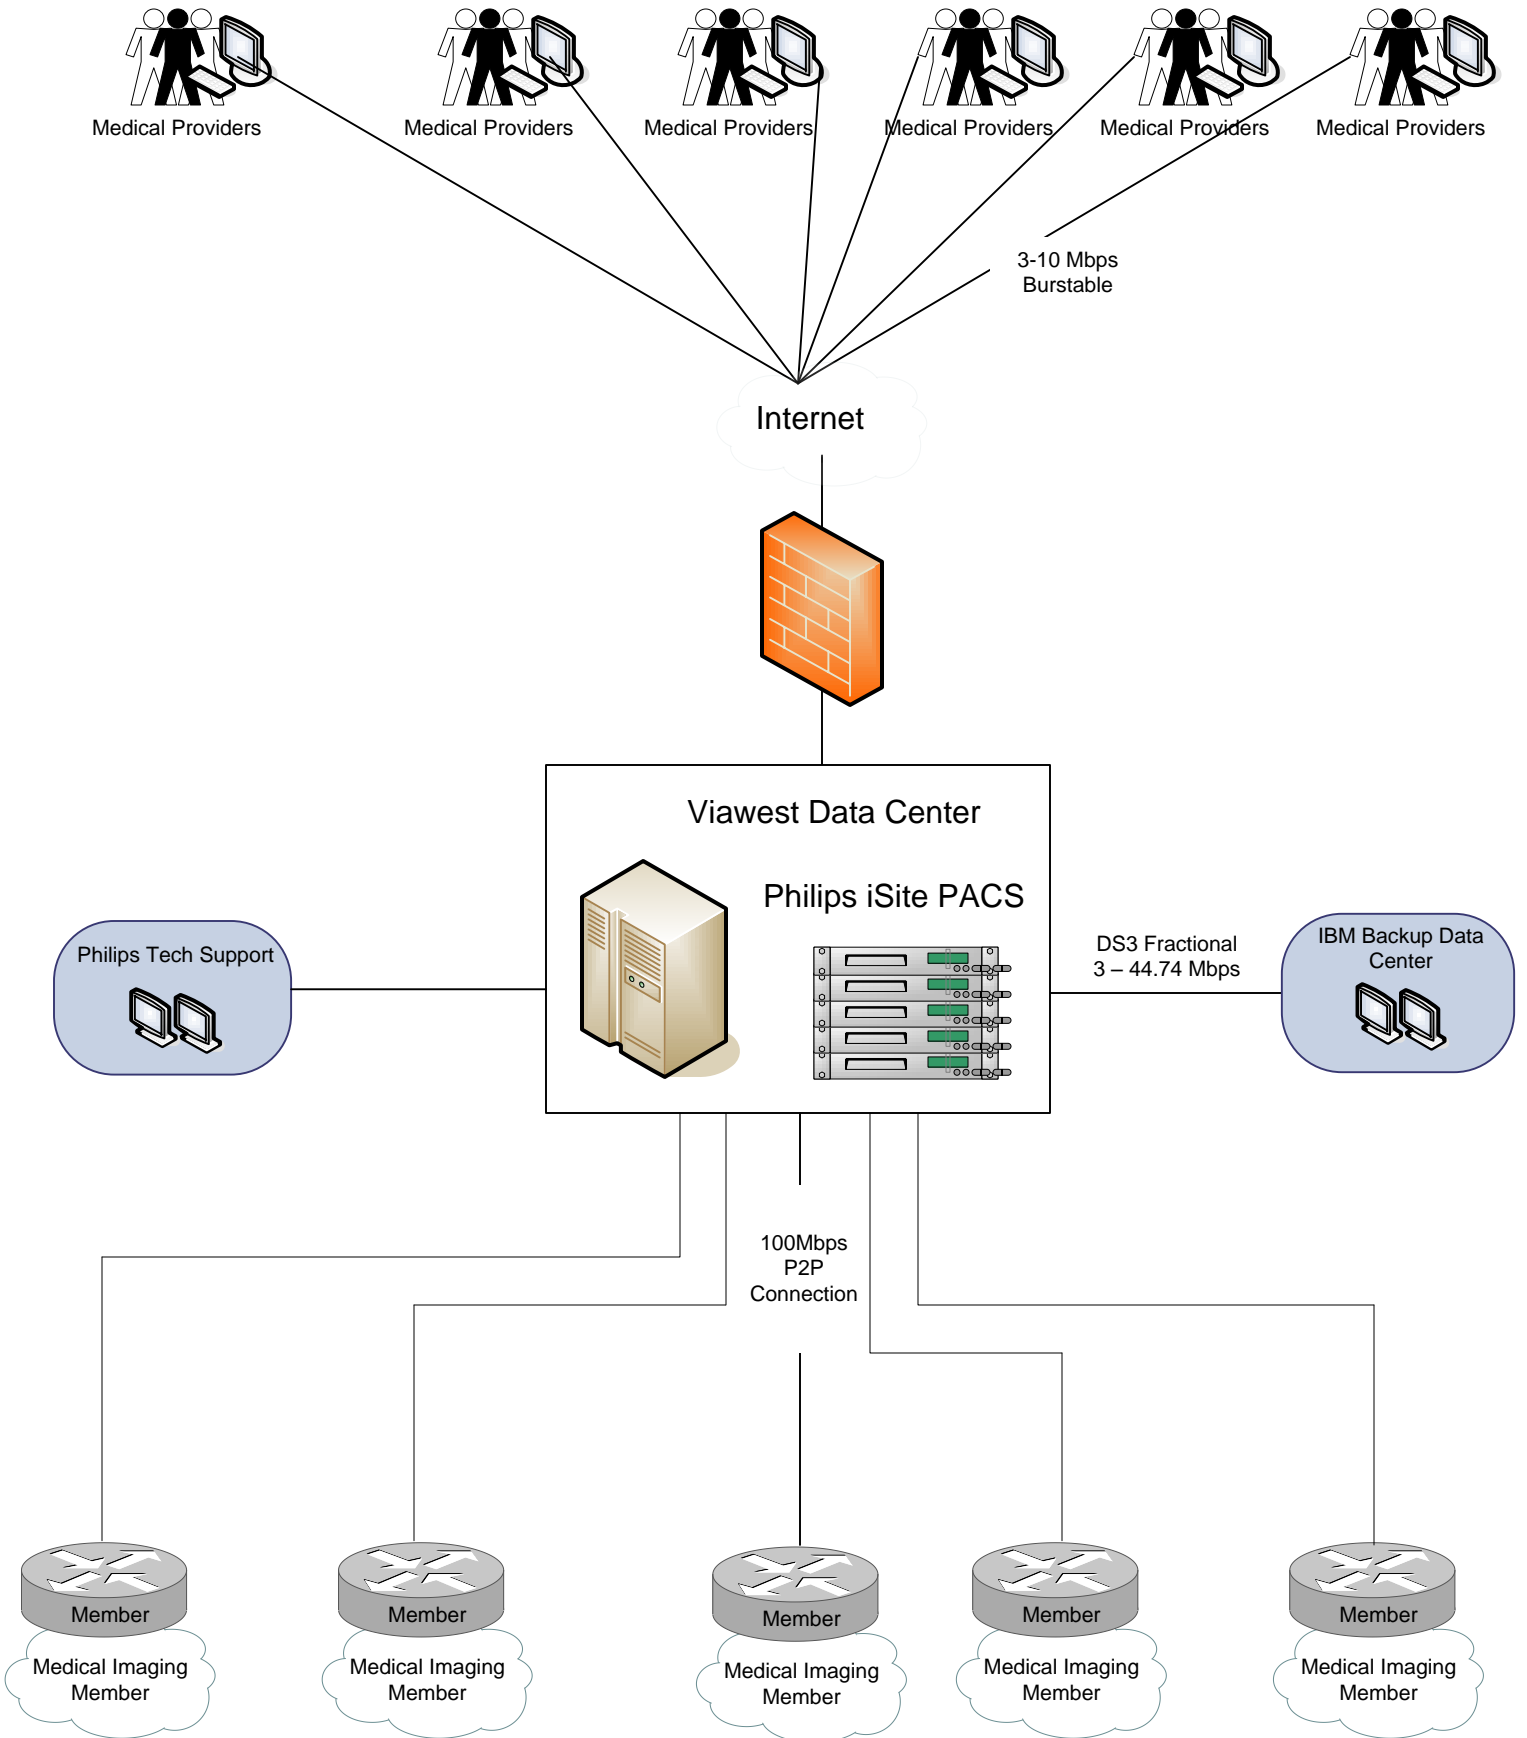 Medical Providers
Medical Providers
Medical Providers
Medical Providers
Medical Providers
Medical Providers
3-10 Mbps
Burstable
Internet
Viawest Data Center
Philips iSite PACS
Philips Tech Support
DS3 Fractional
3 – 44.74 Mbps
IBM Backup Data
Center
100Mbps
P2P
Connection
Member
Member
Member
Member
Member
Medical Imaging
Member
Medical Imaging
Member
Medical Imaging
Member
Medical Imaging
Member
Medical Imaging
Member